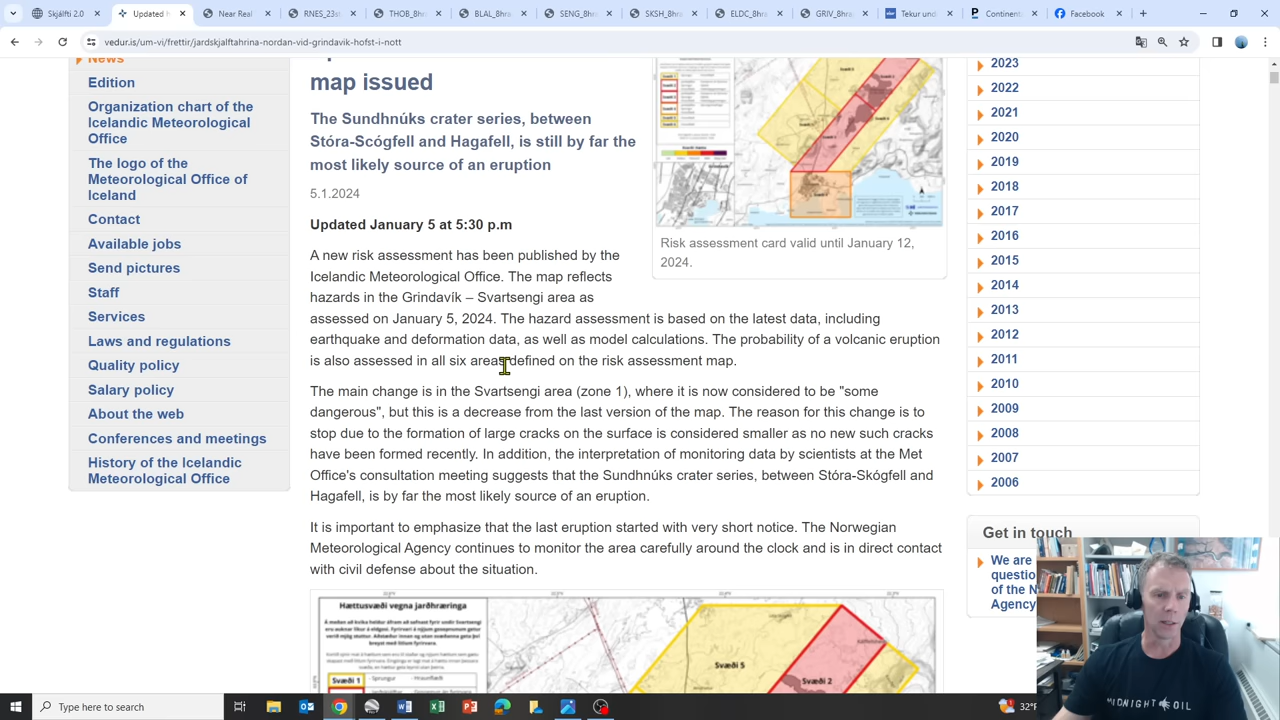 Skjálfti 2.0
Updated
Near Real
RNES_23s
THOB_8hr
BLAL_8hr
SENG_8hr
SKSH_8hr
ELDC_8hr
GRIV_8hr
Tekur und
Continent
Facebook
vedur.is/um-vi/frettir/jardskjalftahrina-nordan-vid-grindavik-hofst-i-nott
News
Edition
Organization chart of the
Icelandic Meteorological
Office
The logo of the
Meteorological Office of
Iceland
Contact
Available jobs
Send pictures
Staff
Services
Laws and regulations
Quality policy
Salary policy
About the web
Conferences and meetings
History of the Icelandic
Meteorological Office
map issued
The Sundhnúks crater series, between
Stóra-Scógfell and Hagafell, is still by far the
most likely source of an eruption
5.1.2024
Updated January 5 at 5:30 pm
A new risk assessment has been published by the
Icelandic Meteorological Office. The map reflects
hazards in the Grindavík – Svartsengi area as
assessed on January 5, 2024. The hazard assessment is based on the latest data, including
earthquake and deformation data, as well as model calculations. The probability of a volcanic eruption
is also assessed in all six areas defined on the risk assessment map.
The main change is in the Svartsengi area (zone 1), where it is now considered to be "some
dangerous", but this is a decrease from the last version of the map. The reason for this change is to
stop due to the formation of large cracks on the surface is considered smaller as no new such cracks
have been formed recently. In addition, the interpretation of monitoring data by scientists at the Met
Office's consultation meeting suggests that the Sundhnúks crater series, between Stóra-Skógfell and
Hagafell, is by far the most likely source of an eruption.
It is important to emphasize that the last eruption started with very short notice. The Norwegian
Meteorological Agency continues to monitor the area carefully around the clock and is in direct contact
with civil defense about the situation.
Risk assessment card valid until January 12,
2024.
Hættusvæði vegna jarðhræringa
Svæði 1
- Sprungur
- Hraunflæði
Svæði 5
Svæði 2
2023
2022
2021
2020
2019
2018
2017
2016
2015
2014
2013
2012
2011
2010
2009
2008
2007
2006
Get in touch
We are
questio
of the N
Agency
MIDNIGHT OIL
Type here to search
32°F